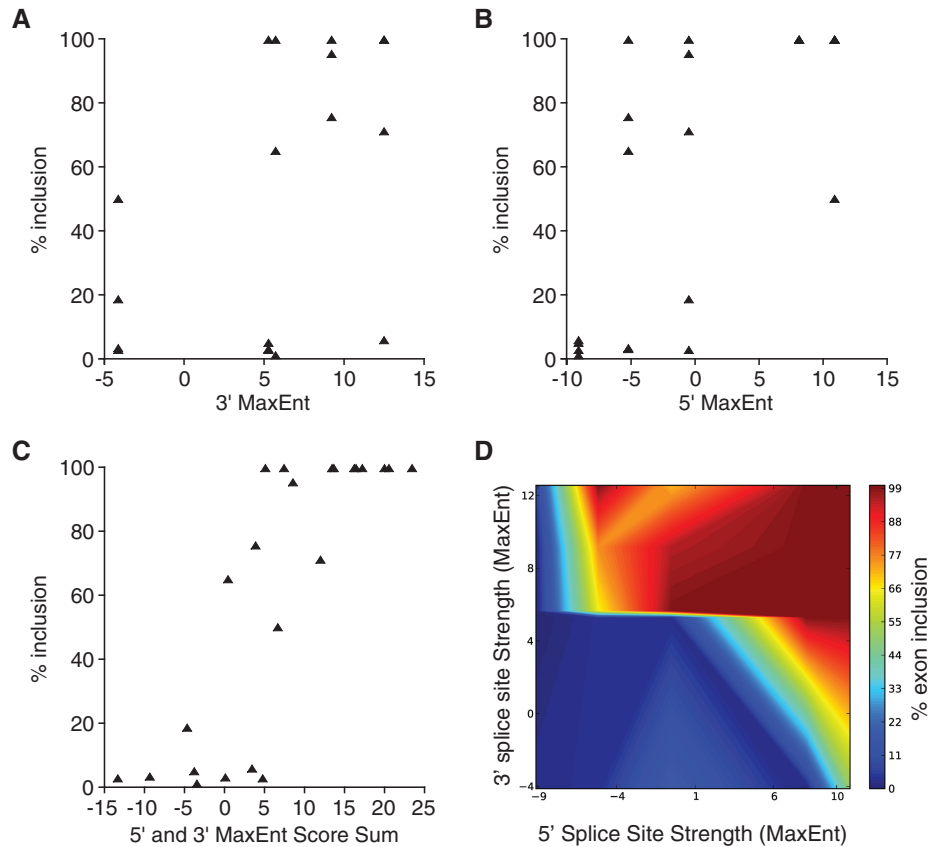 A
100
80
60
40
20
0
% inclusion
-5 0 5 10 15
3' MaxEnt
B
100
80
60
40
20
0
% inclusion
-10 -5 0 5 10 15
5' MaxEnt
C
100
80
60
40
20
0
% inclusion
-15 -10 -5 0 5 10 15 20 25
5' and 3' MaxEnt Score Sum
D
12
8
4
0
−4
3' splice site Strength (MaxEnt)
−9 −4 1 6 10
5' Splice Site Strength (MaxEnt)
99
88
77
66
55
44
33
22
11
0
% exon inclusion